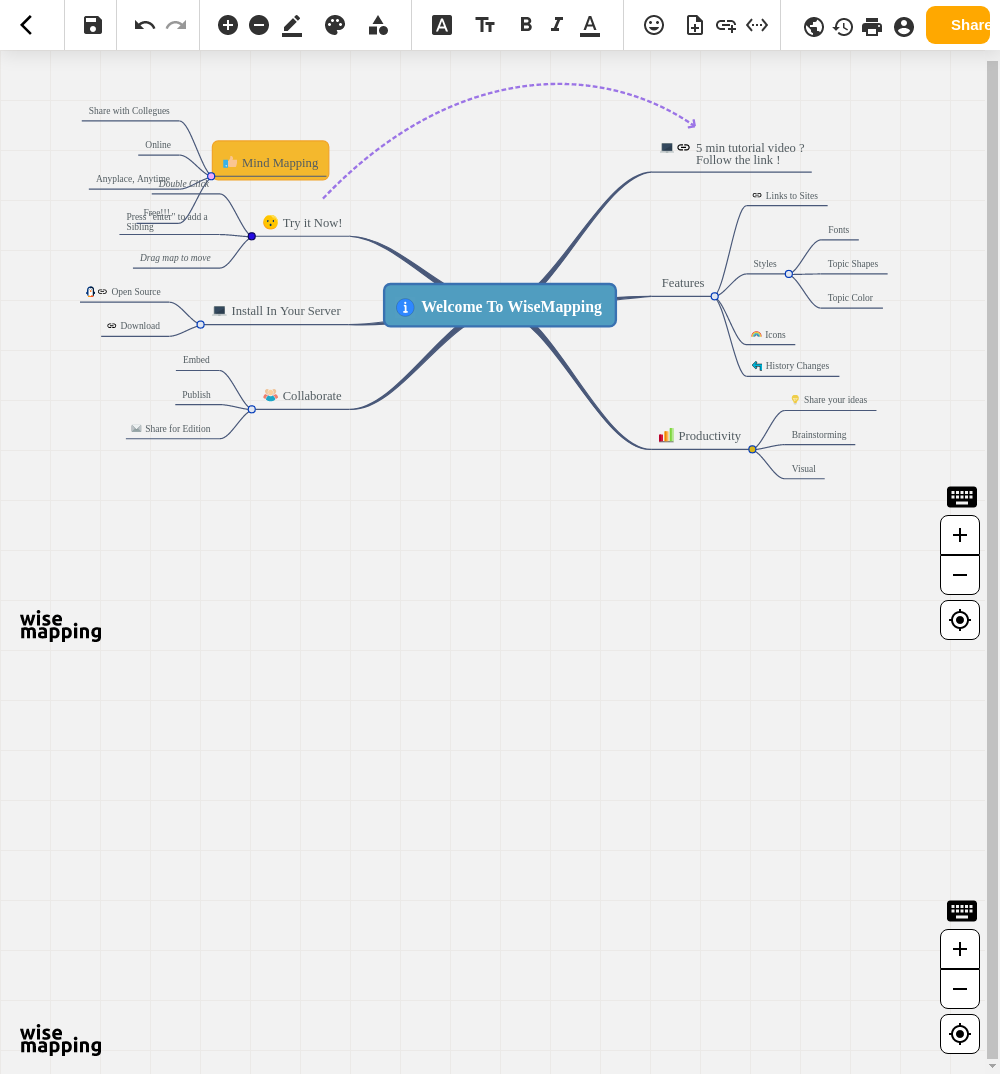 Share
Share with Collegues
Online
Anyplace, Anytime
Free!!!
Mind Mapping
Double Click
Press "enter" to add a
Sibling
Drag map to move
Try it Now!
Open Source
Download
Install In Your Server
Embed
Publish
Share for Edition
Collaborate
Welcome To WiseMapping
5 min tutorial video ?
Follow the link !
Links to Sites
Fonts
Styles
Topic Shapes
Topic Color
Features
Icons
History Changes
Share your ideas
Productivity
Brainstorming
Visual
wise
mapping
wise
mapping